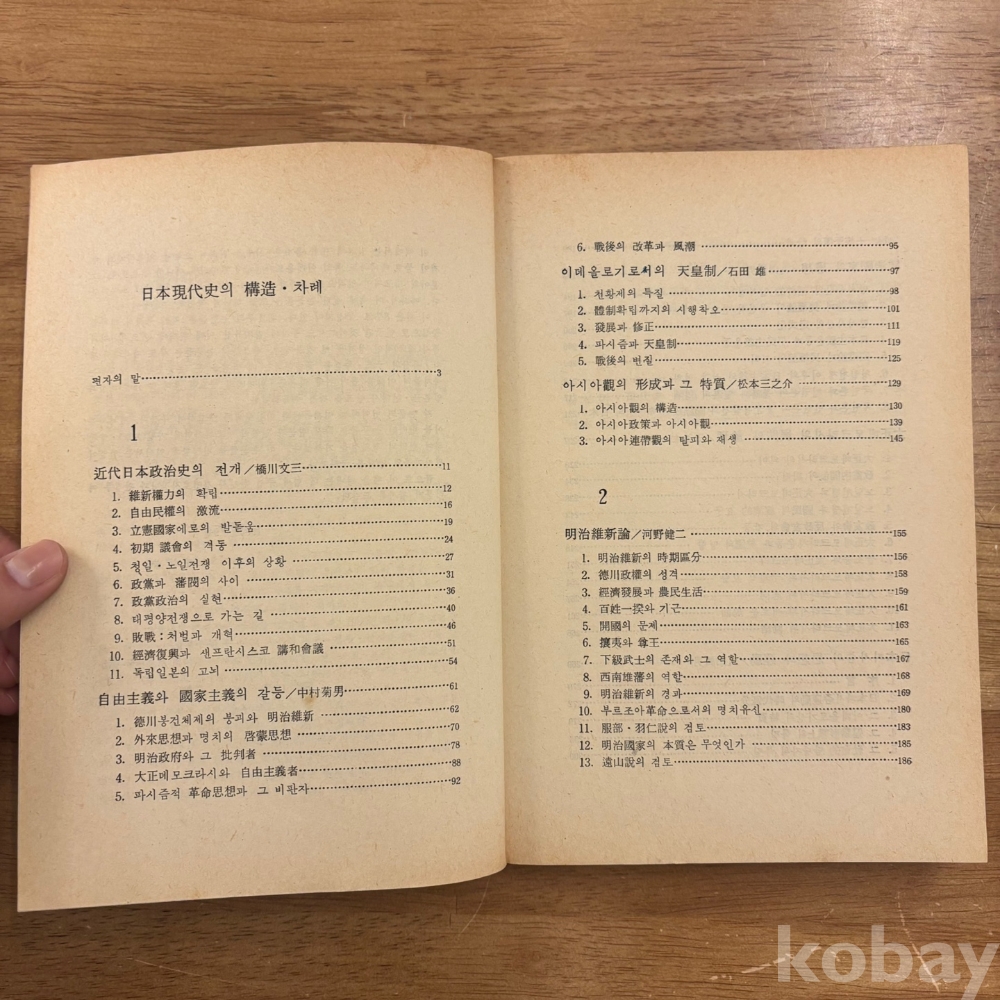 日本現代史의 構造・차례
편자의 말 3
1
近代日本政治史의 전개/橋川文三 11
1. 維新權力의 확립 12
2. 自由民權의 激流 16
3. 立憲國家에로의 발돋움 19
4. 初期 議會의 격동 24
5. 청일・노일전쟁 이후의 상황 27
6. 政黨과 藩閥의 사이 31
7. 政黨政治의 실현 36
8. 태평양전쟁으로 가는 길 40
9. 敗戰:처벌과 개혁 46
10. 經濟復興과 샌프란시스코 講和會議 51
11. 독립일본의 고뇌 54
自由主義와 國家主義의 갈등/中村菊男 61
1. 德川봉건체제의 붕괴와 明治維新 62
2. 外來思想과 명치의 啓蒙思想 70
3. 明治政府와 그 批判者 78
4. 大正데모크라시와 自由主義者 88
5. 파시즘적 革命思想과 그 비판자 92
6. 戰後의 改革과 風潮 95
이데올로기로서의 天皇制/石田 雄 97
1. 천황제의 특질 98
2. 體制확립까지의 시행착오 101
3. 發展과 修正 111
4. 파시즘과 天皇制 119
5. 戰後의 변질 125
아시아觀의 形成과 그 特質/松本三之介 129
1. 아시아觀의 構造 130
2. 아시아政策과 아시아觀 139
3. 아시아連帶觀의 탈피와 재생 145
2
明治維新論/河野健二 155
1. 明治維新의 時期區分 156
2. 德川政權의 성격 158
3. 經濟發展과 農民生活 159
4. 百姓一揆와 기근 161
5. 開國의 문제 163
6. 攘夷와 尊王 165
7. 下級武士의 존재와 그 역할 167
8. 西南雄藩의 역할 168
9. 明治維新의 경과 169
10. 부르조아革命으로서의 명치유신 179
11. 服部・羽仁說의 검토 183
12. 明治國家의 本質은 무엇인가 185
13. 遠山說의 검토 186
kobay